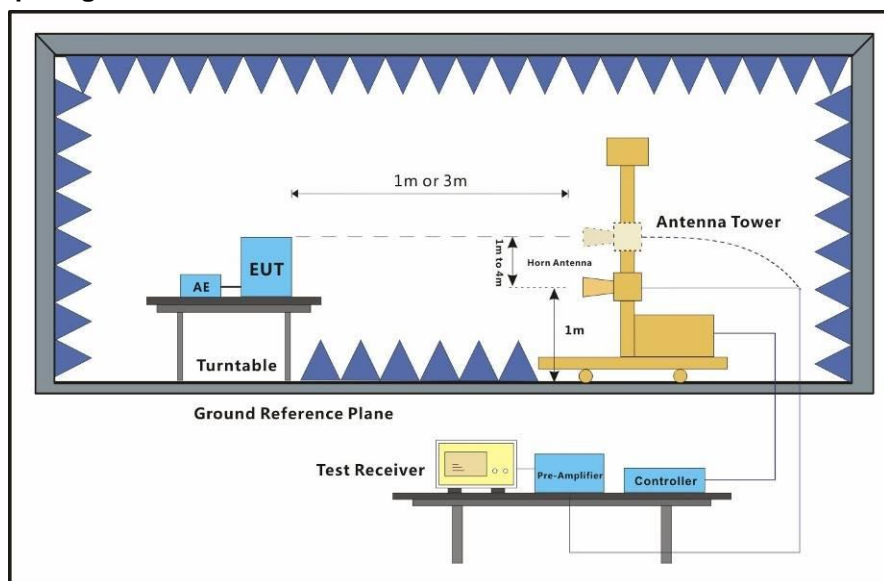 1m or 3m
Antenna Tower
1m to 4m
Horn Antenna
EUT
AE
1m
Turntable
Ground Reference Plane
Test Receiver
Pre-Amplifier
Controller